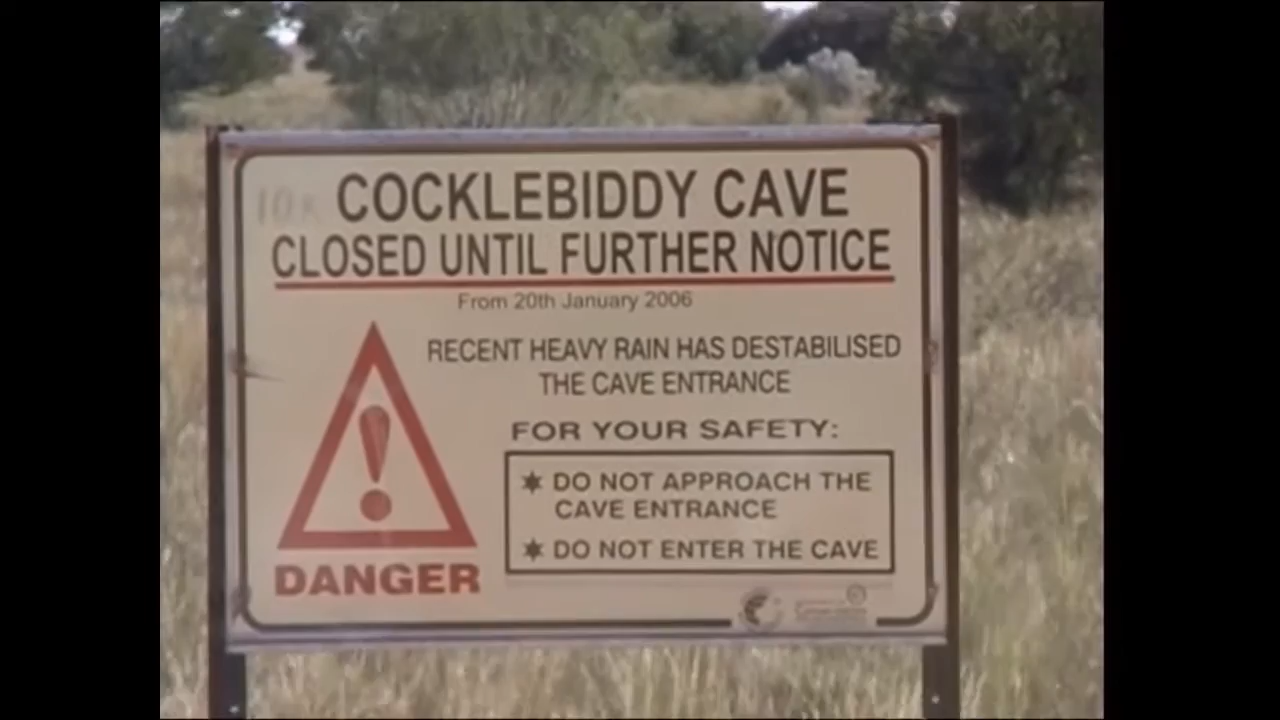 COCKLEBIDDY CAVE
CLOSED UNTIL FURTHER NOTICE
From 20th January 2006
RECENT HEAVY RAIN HAS DESTABILISED
THE CAVE ENTRANCE
FOR YOUR SAFETY:
✶ DO NOT APPROACH THE
CAVE ENTRANCE
✶ DO NOT ENTER THE CAVE
!
DANGER